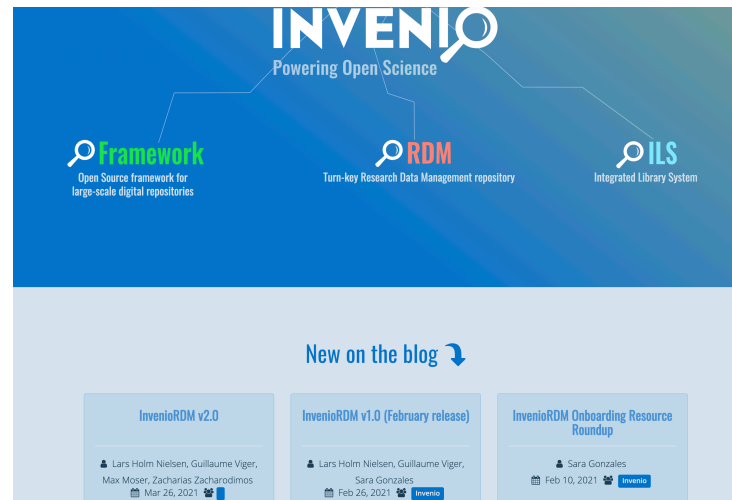 INVENIO
Powering Open Science
Framework
Open Source framework for
large-scale digital repositories
RDM
Turn-key Research Data Management repository
ILS
Integrated Library System
New on the blog
InvenioRDM v2.0
Lars Holm Nielsen, Guillaume Viger,
Max Moser, Zacharias Zacharodimos
Mar 26, 2021
InvenioRDM v1.0 (February release)
Lars Holm Nielsen, Guillaume Viger,
Sara Gonzales
Feb 26, 2021 Invenio
InvenioRDM Onboarding Resource
Roundup
Sara Gonzales
Feb 10, 2021 Invenio